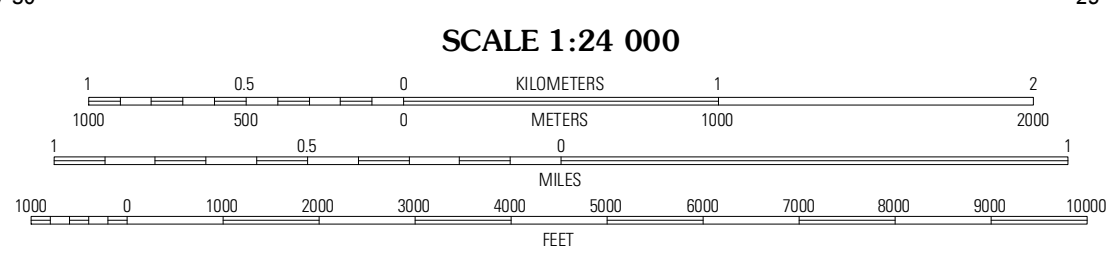 SCALE 1:24 000
1 0.5 0 KILOMETERS 1 2
1000 500 0 METERS 1000 2000
1 0.5 0 1
MILES
1000 0 1000 2000 3000 4000 5000 6000 7000 8000 9000 10000
FEET